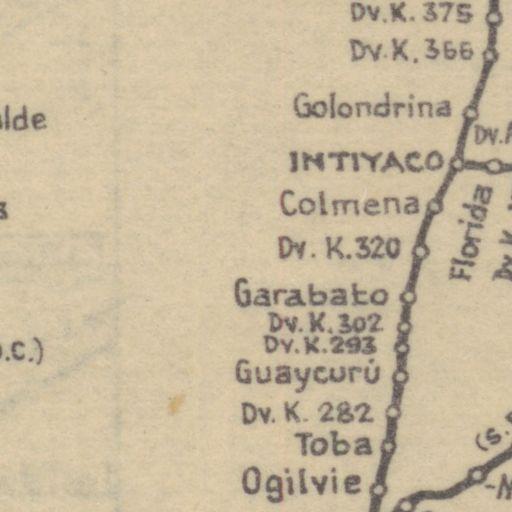 Dv. K. 375
Dv. K. 366
Golondrina
INTIYACO
Colmena
Florida
Dv. K. 320
Garabato
Dv. K. 302
Dv. K. 293
Guaycurú
Dv. K. 282
Toba
Ogilvie